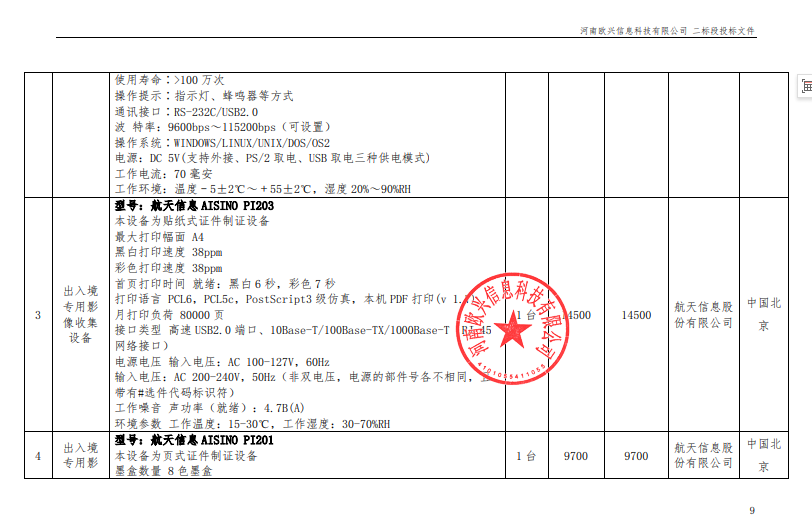 河南欧兴信息科技有限公司 二标段投标文件
使用寿命：>100 万次
操作提示：指示灯、蜂鸣器等方式
通讯接口：RS-232C/USB2.0
波 特率：9600bps～115200bps（可设置）
操作系统：WINDOWS/LINUX/UNIX/DOS/OS2
电源：DC 5V(支持外接、PS/2 取电、USB 取电三种供电模式)
工作电流：70 毫安
工作环境：温度－5±2℃～＋55±2℃，湿度 20%～90%RH
3
出入境
专用影
像收集
设备
型号：航天信息 AISINO PI203
本设备为贴纸式证件制证设备
最大打印幅面 A4
黑白打印速度 38ppm
彩色打印速度 38ppm
首页打印时间 就绪：黑白 6 秒，彩色 7 秒
打印语言 PCL6，PCL5c，PostScript3 级仿真，本机 PDF 打印(v 1.7)
月打印负荷 80000 页
接口类型 高速 USB2.0 端口、10Base-T/100Base-TX/1000Base-T RJ-45
网络接口）
电源电压 输入电压：AC 100-127V，60Hz
输入电压：AC 200-240V，50Hz（非双电压，电源的部件号各不相同，且
带有#选件代码标识符）
工作噪音 声功率（就绪）：4.7B(A)
环境参数 工作温度：15-30℃，工作湿度：30-70%RH
1 台
14500
14500
航天信息股
份有限公司
中国北
京
河南欧兴信息科技有限公司
4101055411055
4
出入境
专用影
型号：航天信息 AISINO PI201
本设备为页式证件制证设备
墨盒数量 8 色墨盒
1 台
9700
9700
航天信息股
份有限公司
中国北
京
9